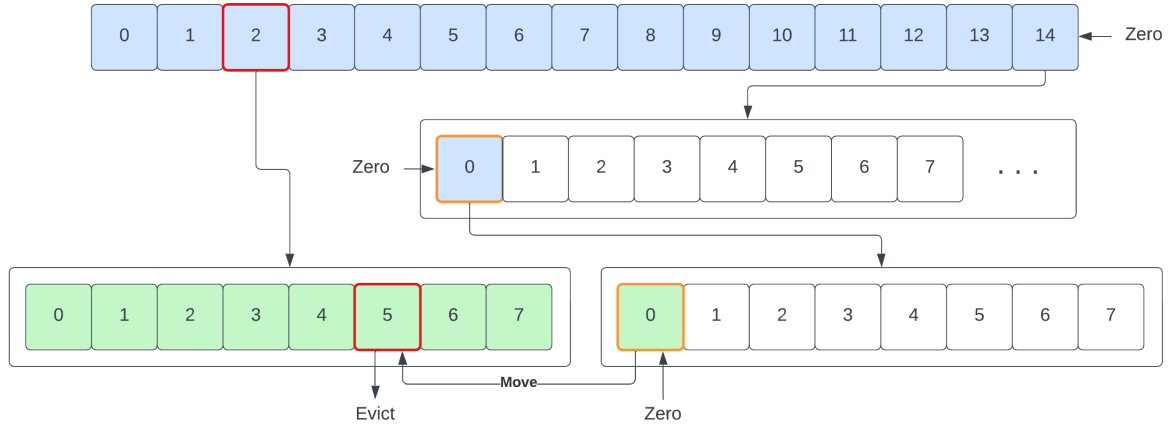 0 1 2 3 4 5 6 7 8 9 10 11 12 13 14 Zero
Zero 0 1 2 3 4 5 6 7 . . .
0 1 2 3 4 5 6 7 0 1 2 3 4 5 6 7
Move
Evict Zero